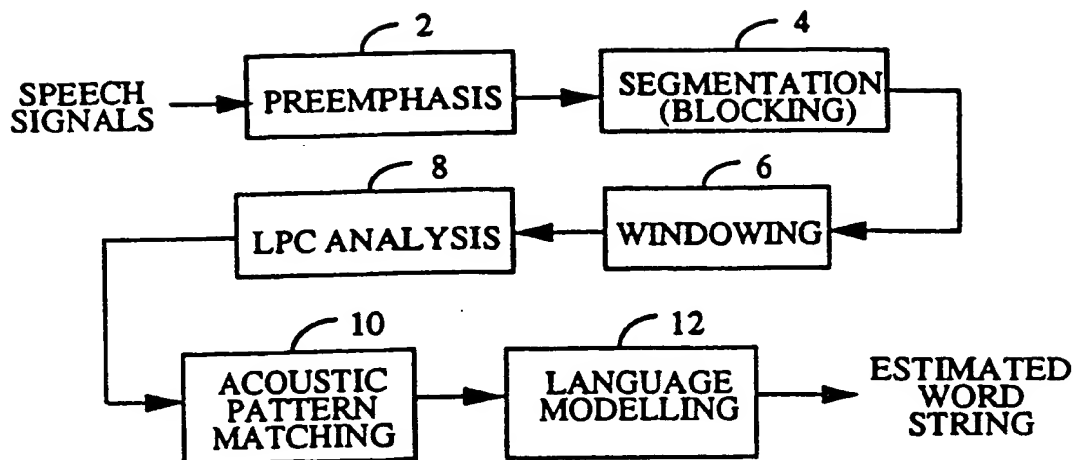 2
4
SPEECH
SIGNALS
PREEMPHASIS
SEGMENTATION
(BLOCKING)
8
6
LPC ANALYSIS
WINDOWING
10
12
ACOUSTIC
PATTERN
MATCHING
LANGUAGE
MODELLING
ESTIMATED
WORD
STRING